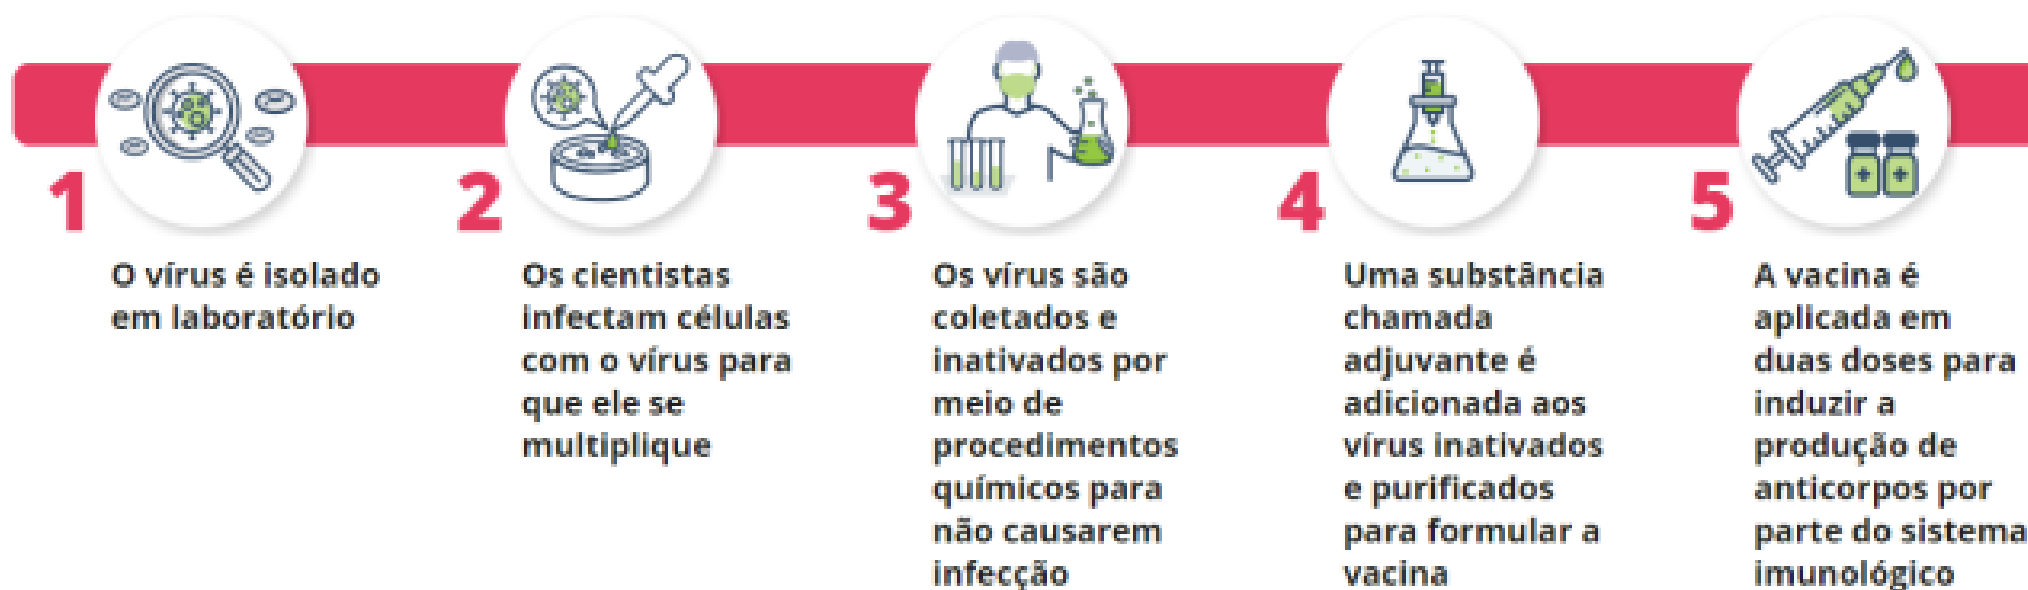 1
O vírus é isolado
em laboratório
2
Os cientistas
infectam células
com o vírus para
que ele se
multiplique
3
Os vírus são
coletados e
inativados por
meio de
procedimentos
químicos para
não causarem
infecção
4
Uma substância
chamada
adjuvante é
adicionada aos
vírus inativados
e purificados
para formular a
vacina
5
A vacina é
aplicada em
duas doses para
induzir a
produção de
anticorpos por
parte do sistema
imunológico